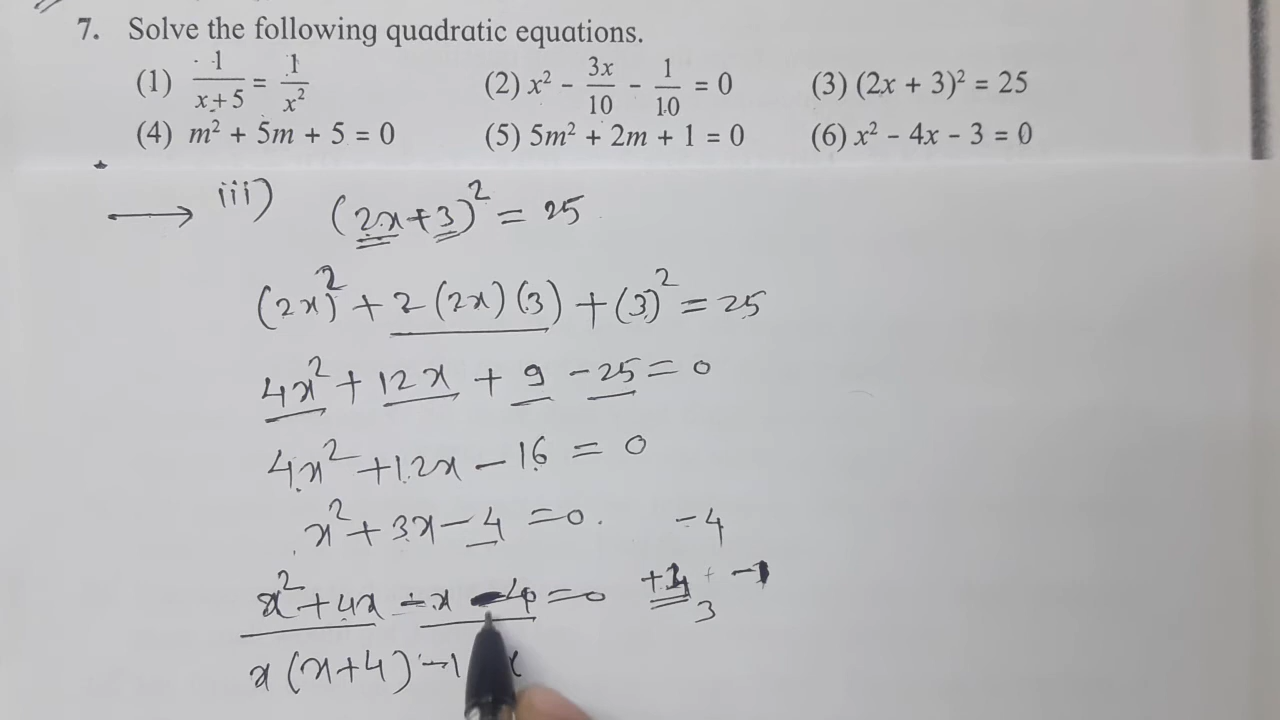 7. Solve the following quadratic equations.
(1) 1/(x+5) = 1/x² (2) x² - 3x/10 - 1/10 = 0 (3) (2x + 3)² = 25
(4) m² + 5m + 5 = 0 (5) 5m² + 2m + 1 = 0 (6) x² - 4x - 3 = 0
iii) (2x+3)² = 25
(2x)² + 2(2x)(3) + (3)² = 25
4x² + 12x + 9 - 25 = 0
4x² + 12x - 16 = 0
x² + 3x - 4 = 0. -4
x² + 4x - x - 4 = 0 +4 -1
3
x(x+4) -1